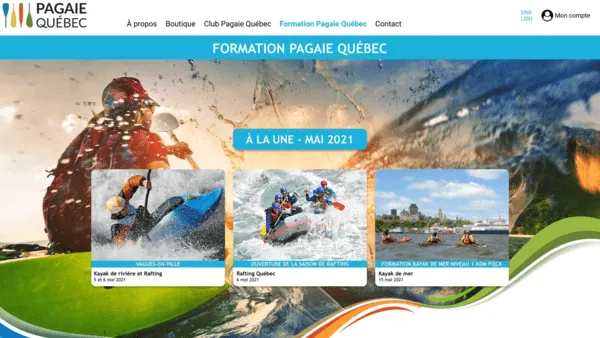 PAGAIE
QUÉBEC
À propos
Boutique
Club Pagaie Québec
Formation Pagaie Québec
Contact
ENG
LISH
Mon compte
FORMATION PAGAIE QUÉBEC
À LA UNE - MAI 2021
VAGUES-EN-VILLE
Kayak de rivière et Rafting
5 et 6 mai 2021
OUVERTURE DE LA SAISON DE RAFTING
Rafting Québec
6 mai 2021
FORMATION KAYAK DE MER NIVEAU 1 KDM FQCK
Kayak de mer
15 mai 2021